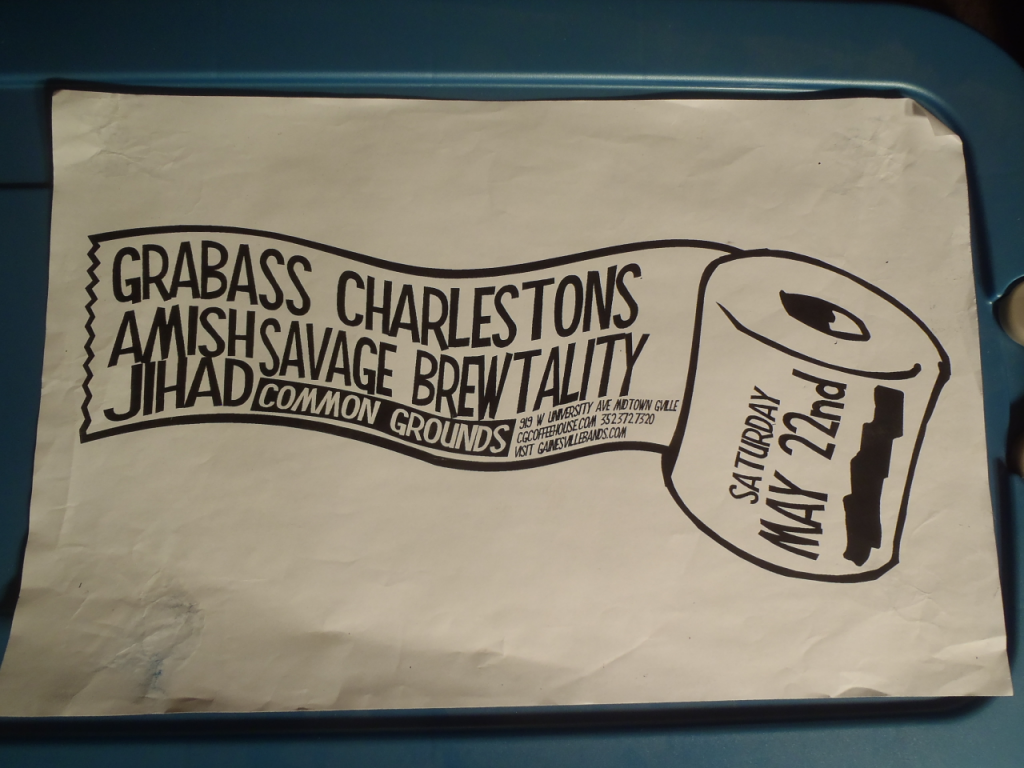 GRABASS CHARLESTONS
AMISH JIHAD
SAVAGE BREWTALITY
COMMON GROUNDS
919 W UNIVERSITY AVE MIDTOWN GVILLE
CGCOFFEEHOUSE.COM 352.372.7320
VISIT GAINESVILLEBANDS.COM
SATURDAY
MAY 22nd